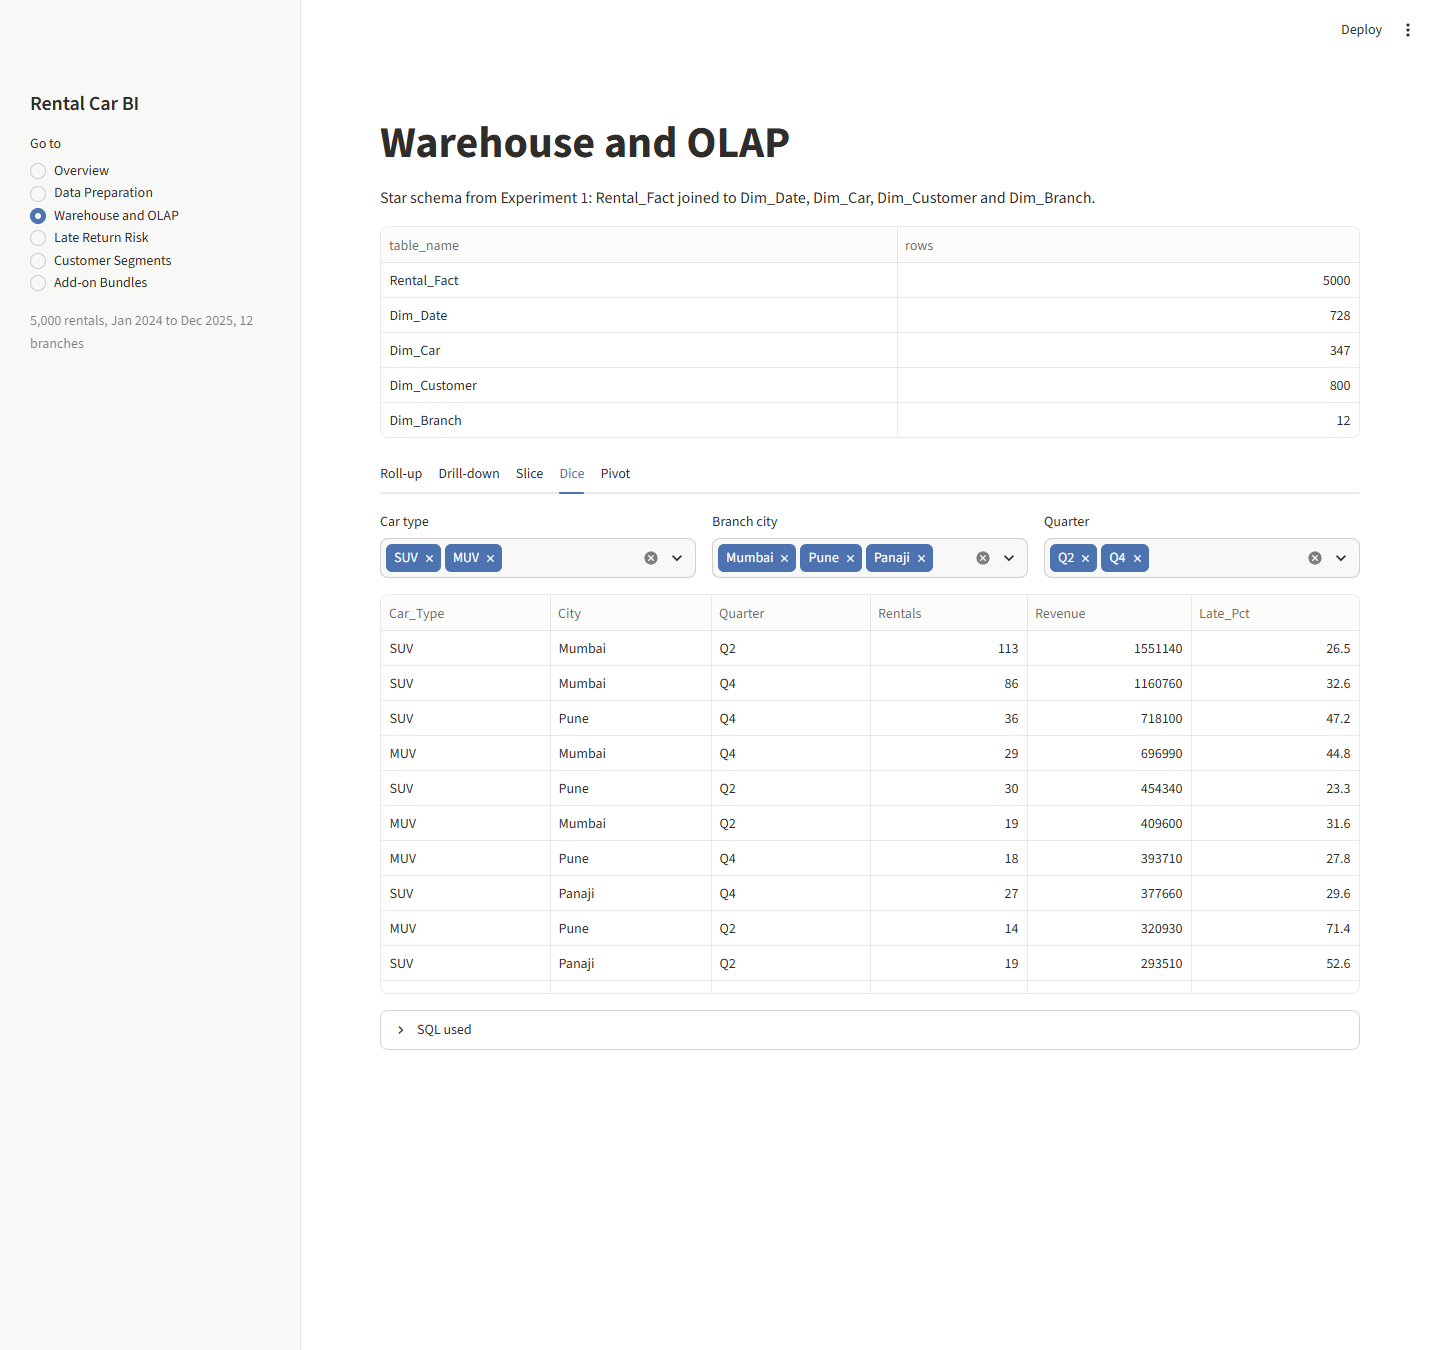 Deploy
Rental Car BI
Go to
Overview
Data Preparation
Warehouse and OLAP
Late Return Risk
Customer Segments
Add-on Bundles
5,000 rentals, Jan 2024 to Dec 2025, 12
branches
Warehouse and OLAP
Star schema from Experiment 1: Rental_Fact joined to Dim_Date, Dim_Car, Dim_Customer and Dim_Branch.
table_name rows
Rental_Fact 5000
Dim_Date 728
Dim_Car 347
Dim_Customer 800
Dim_Branch 12
Roll-up Drill-down Slice Dice Pivot
Car type Branch city Quarter
SUV MUV Mumbai Pune Panaji Q2 Q4
Car_Type City Quarter Rentals Revenue Late_Pct
SUV Mumbai Q2 113 1551140 26.5
SUV Mumbai Q4 86 1160760 32.6
SUV Pune Q4 36 718100 47.2
MUV Mumbai Q4 29 696990 44.8
SUV Pune Q2 30 454340 23.3
MUV Mumbai Q2 19 409600 31.6
MUV Pune Q4 18 393710 27.8
SUV Panaji Q4 27 377660 29.6
MUV Pune Q2 14 320930 71.4
SUV Panaji Q2 19 293510 52.6
SQL used